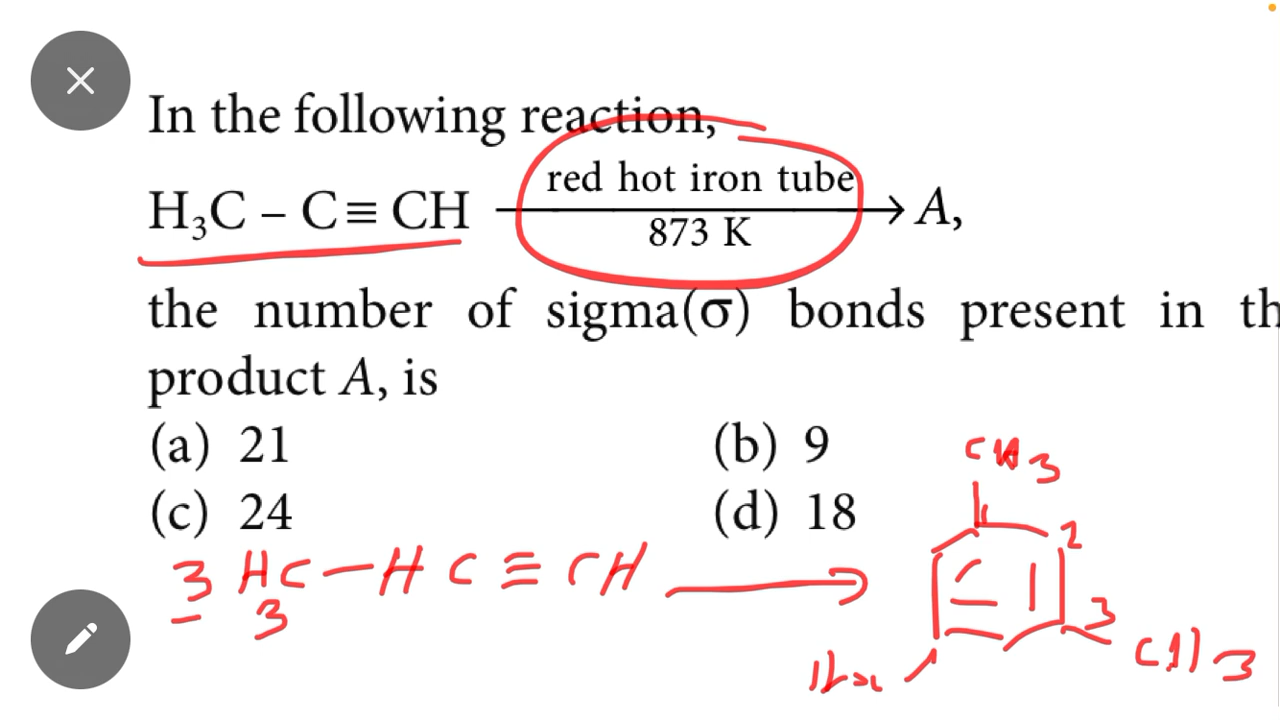 In the following reaction,
H₃C – C ≡ CH red hot iron tube 873 K → A,
the number of sigma(σ) bonds present in th
product A, is
(a) 21 (b) 9
(c) 24 (d) 18
3 H₃C – H C ≡ CH →
CH3
2
3
CH3